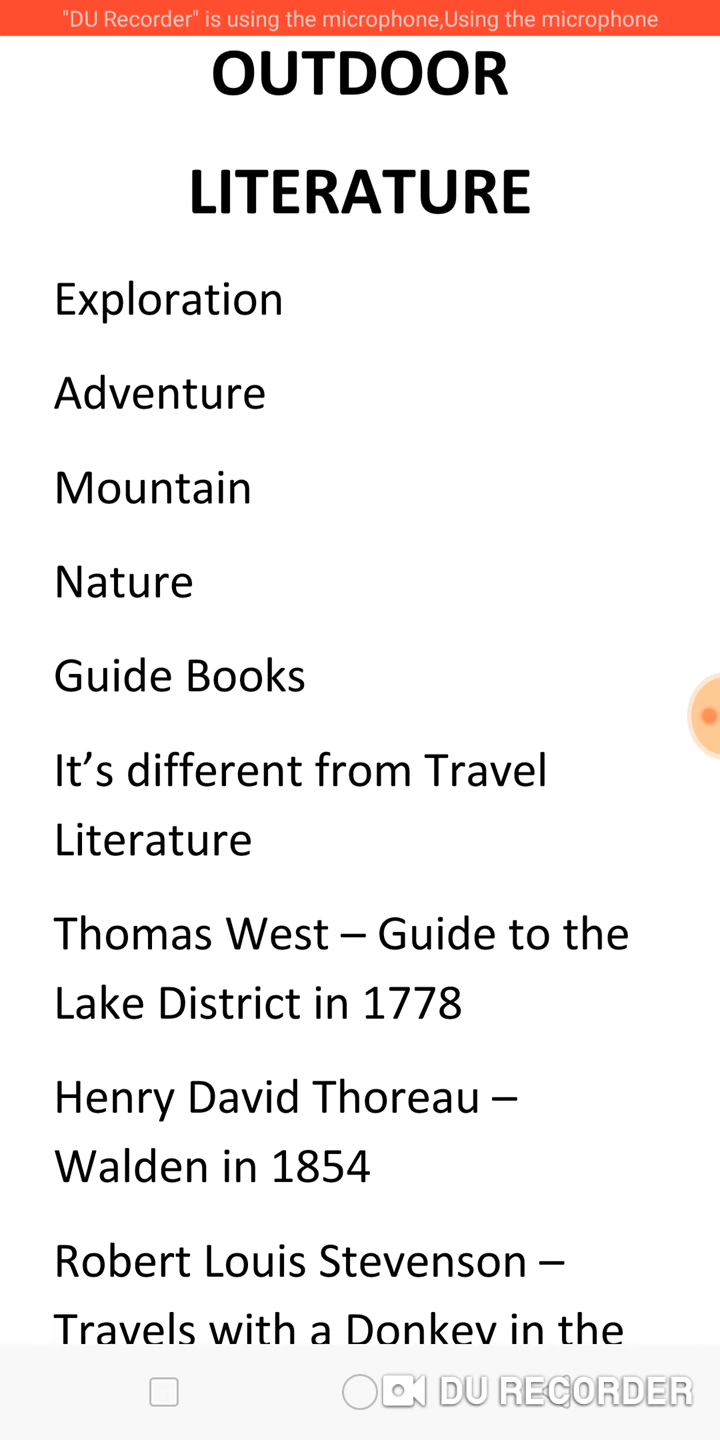 "DU Recorder" is using the microphone,Using the microphone
OUTDOOR
LITERATURE
Exploration
Adventure
Mountain
Nature
Guide Books
It’s different from Travel
Literature
Thomas West – Guide to the
Lake District in 1778
Henry David Thoreau –
Walden in 1854
Robert Louis Stevenson –
Travels with a Donkey in the
DU RECORDER